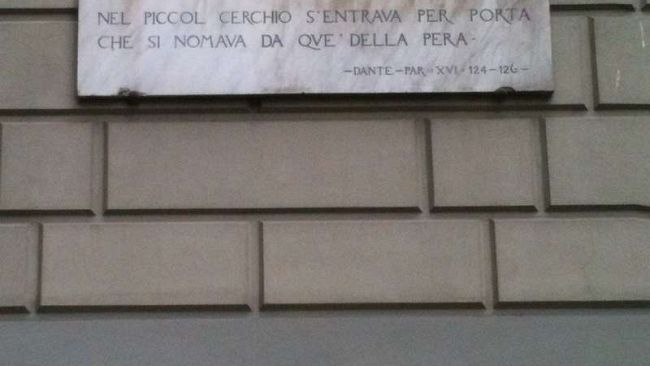 NEL PICCOL CERCHIO S'ENTRAVA PER PORTA
CHE SI NOMAVA DA QVE' DELLA PERA·
—DANTE—PAR·XVI·124—126—